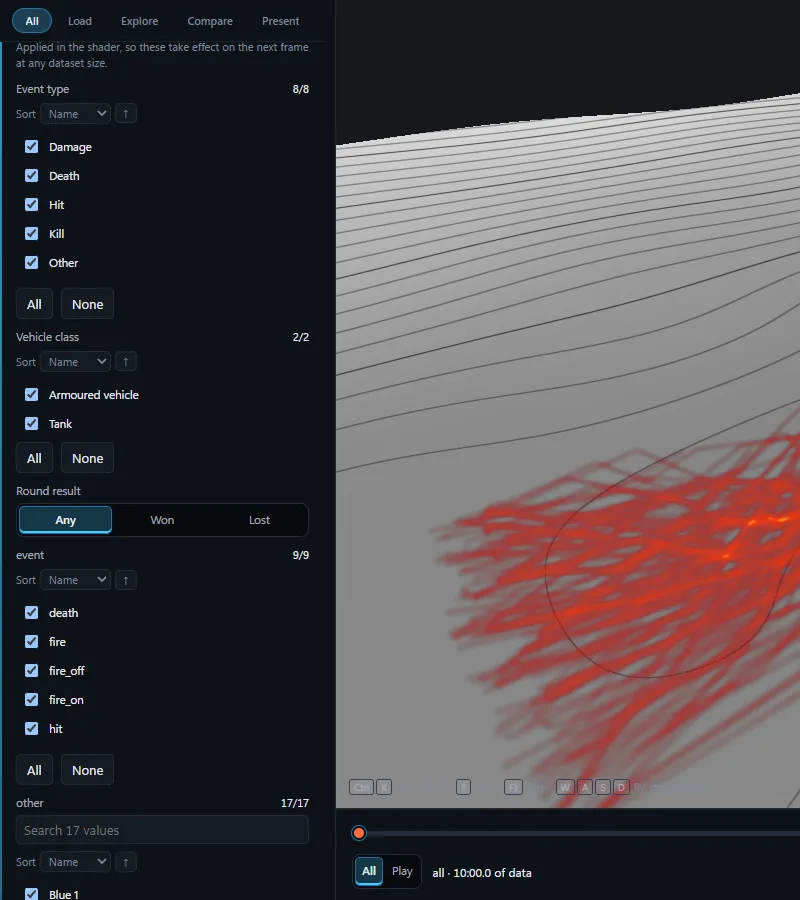 All Load Explore Compare Present
Applied in the shader, so these take effect on the next frame
at any dataset size.
Event type 8/8
Sort Name ↑
Damage
Death
Hit
Kill
Other
All None
Vehicle class 2/2
Sort Name ↑
Armoured vehicle
Tank
All None
Round result
Any Won Lost
event 9/9
Sort Name ↑
death
fire
fire_off
fire_on
hit
All None
other 17/17
Search 17 values
Sort Name ↑
Blue 1
Ctrl K F1 W A S D
All Play all · 10:00.0 of data